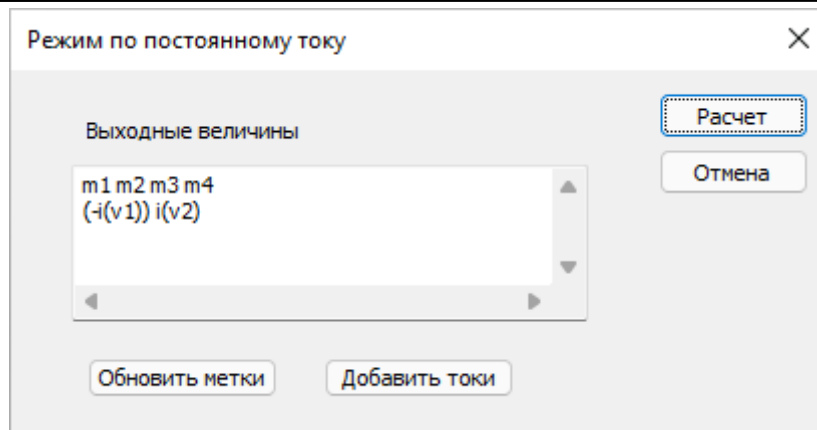 Режим по постоянному току
Выходные величины
Расчет
m1 m2 m3 m4
(-i(v1)) i(v2)
Отмена
Обновить метки
Добавить токи